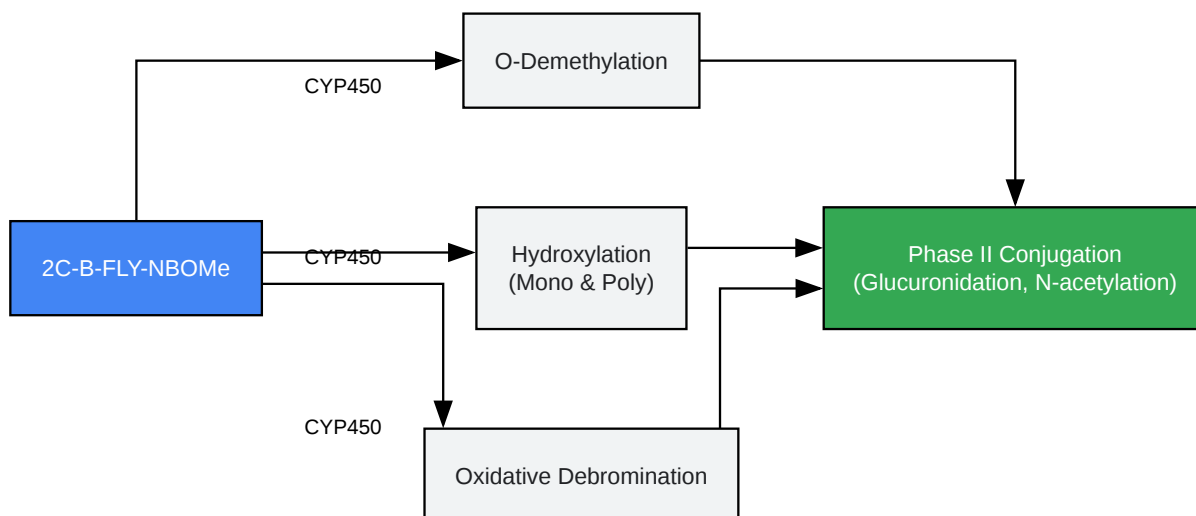 O-Demethylation
CYP450
2C-B-FLY-NBOMe
CYP450
Hydroxylation
(Mono & Poly)
Phase II Conjugation
(Glucuronidation, N-acetylation)
CYP450
Oxidative Debromination